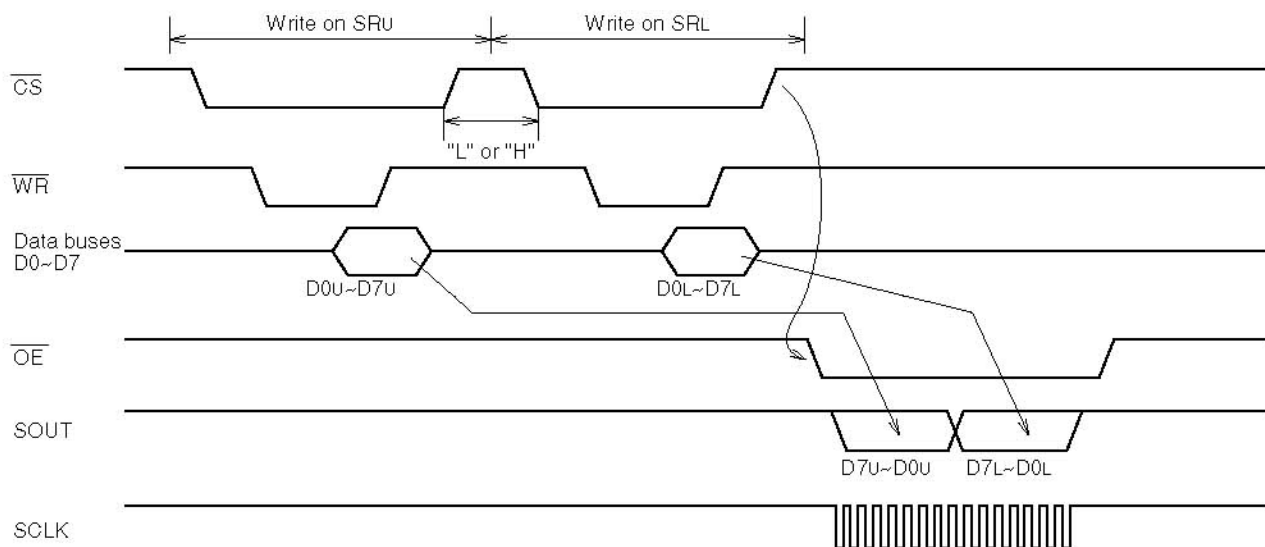 Write on SRU
Write on SRL
CS
"L" or "H"
WR
Data buses
D0~D7
D0U~D7U
D0L~D7L
OE
SOUT
D7U~D0U
D7L~D0L
SCLK